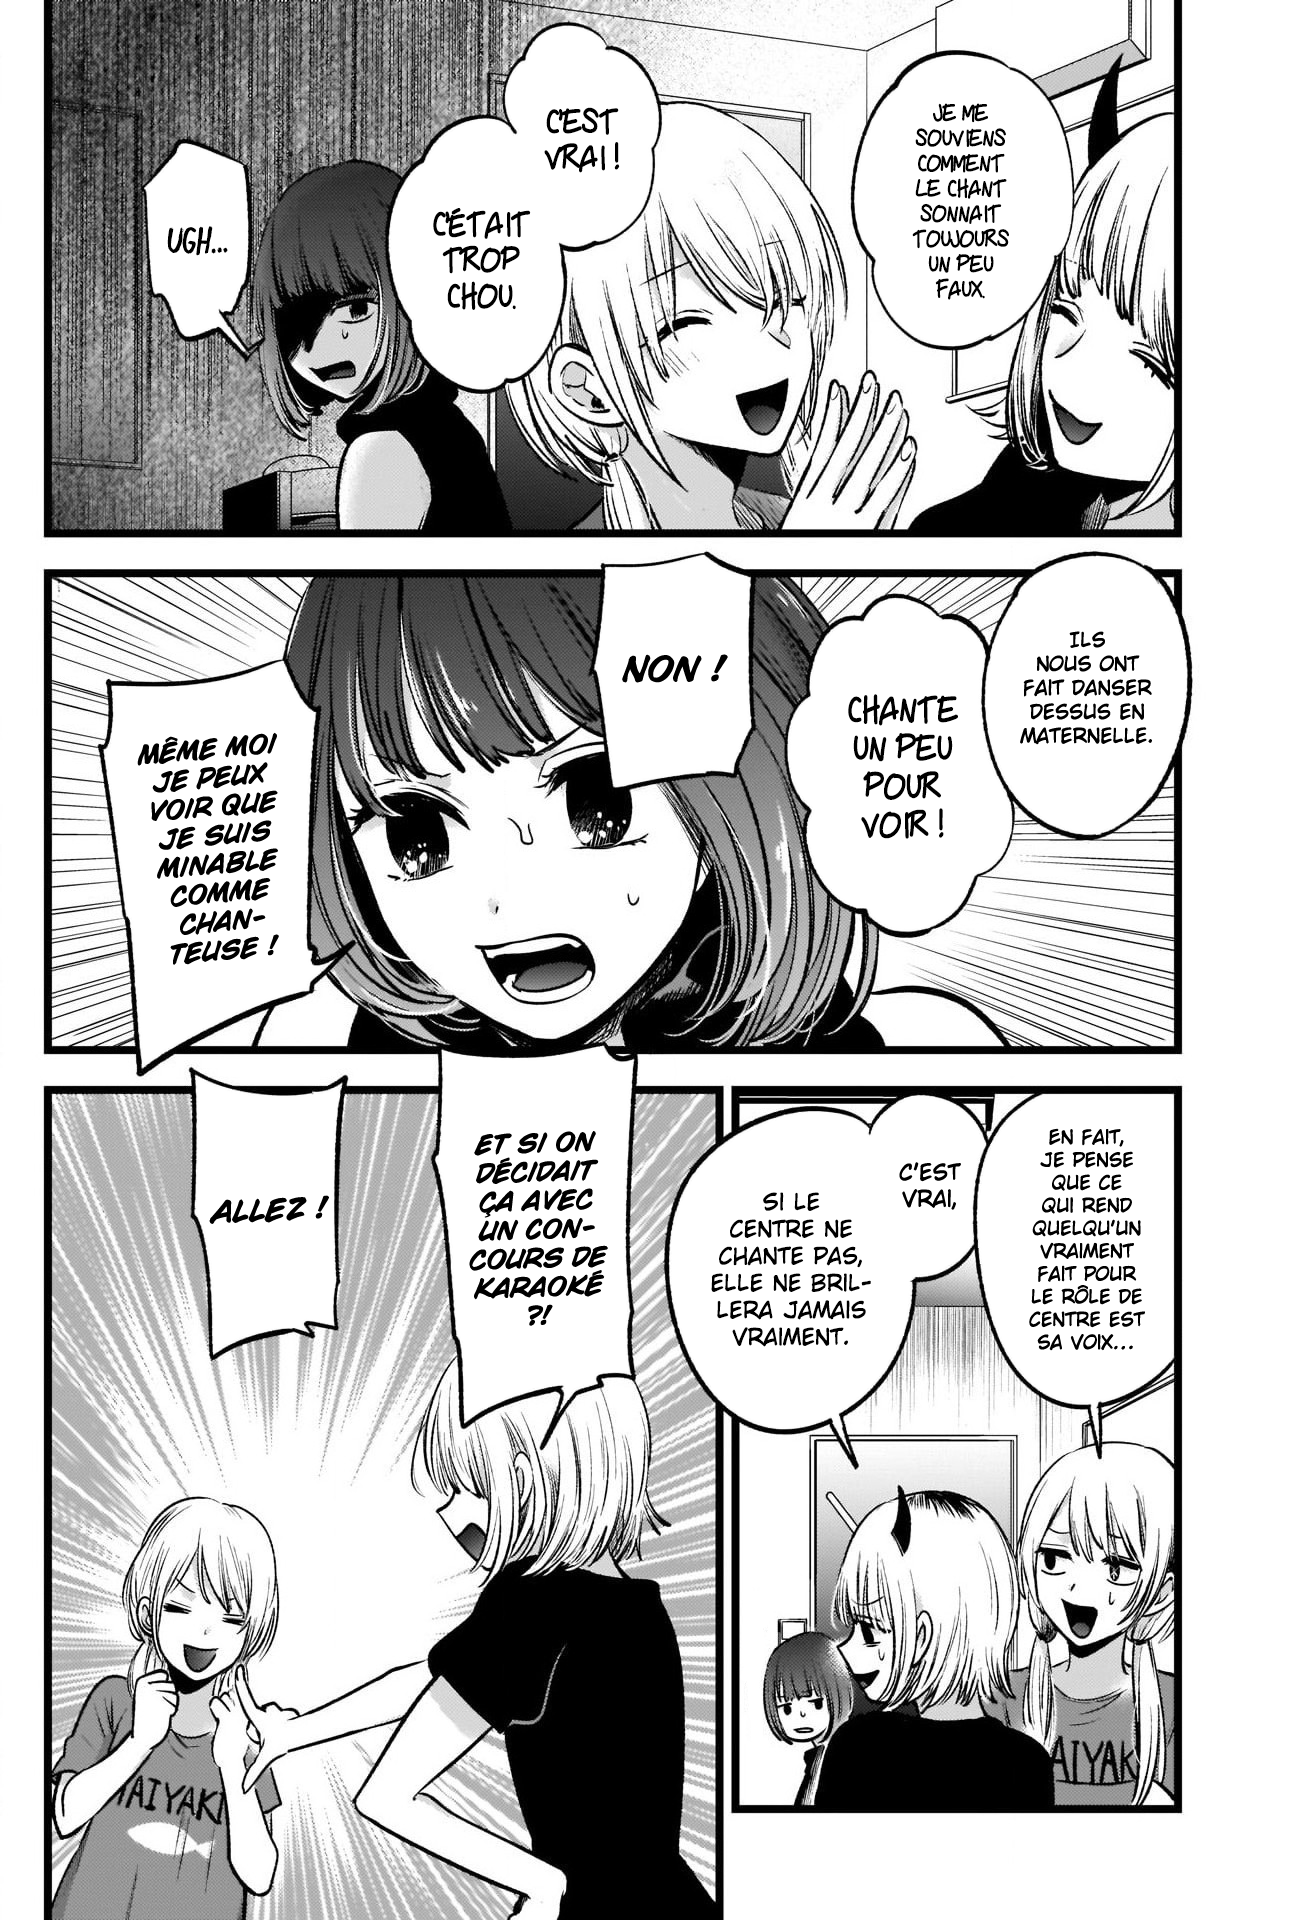 JE ME
SOUVIENS
COMMENT
LE CHANT
SONNAIT
TOUJOURS
UN PEU
FAUX.
C'EST
VRAI !
C'ÉTAIT
TROP
CHOU.
UGH...
ILS
NOUS ONT
FAIT DANSER
DESSUS EN
MATERNELLE.
CHANTE
UN PEU
POUR
VOIR !
NON !
MÊME MOI
JE PEUX
VOIR QUE
JE SUIS
MINABLE
COMME
CHAN-
TEUSE !
EN FAIT,
JE PENSE
QUE CE
QUI REND
QUELQU'UN
VRAIMENT
FAIT POUR
LE RÔLE DE
CENTRE EST
SA VOIX...
C'EST
VRAI,
SI LE
CENTRE NE
CHANTE PAS,
ELLE NE BRIL-
LERA JAMAIS
VRAIMENT.
AIYAK
ET SI ON
DÉCIDAIT
ÇA AVEC
UN CON-
COURS DE
KARAOKÉ
?!
ALLEZ !
AIYAKI